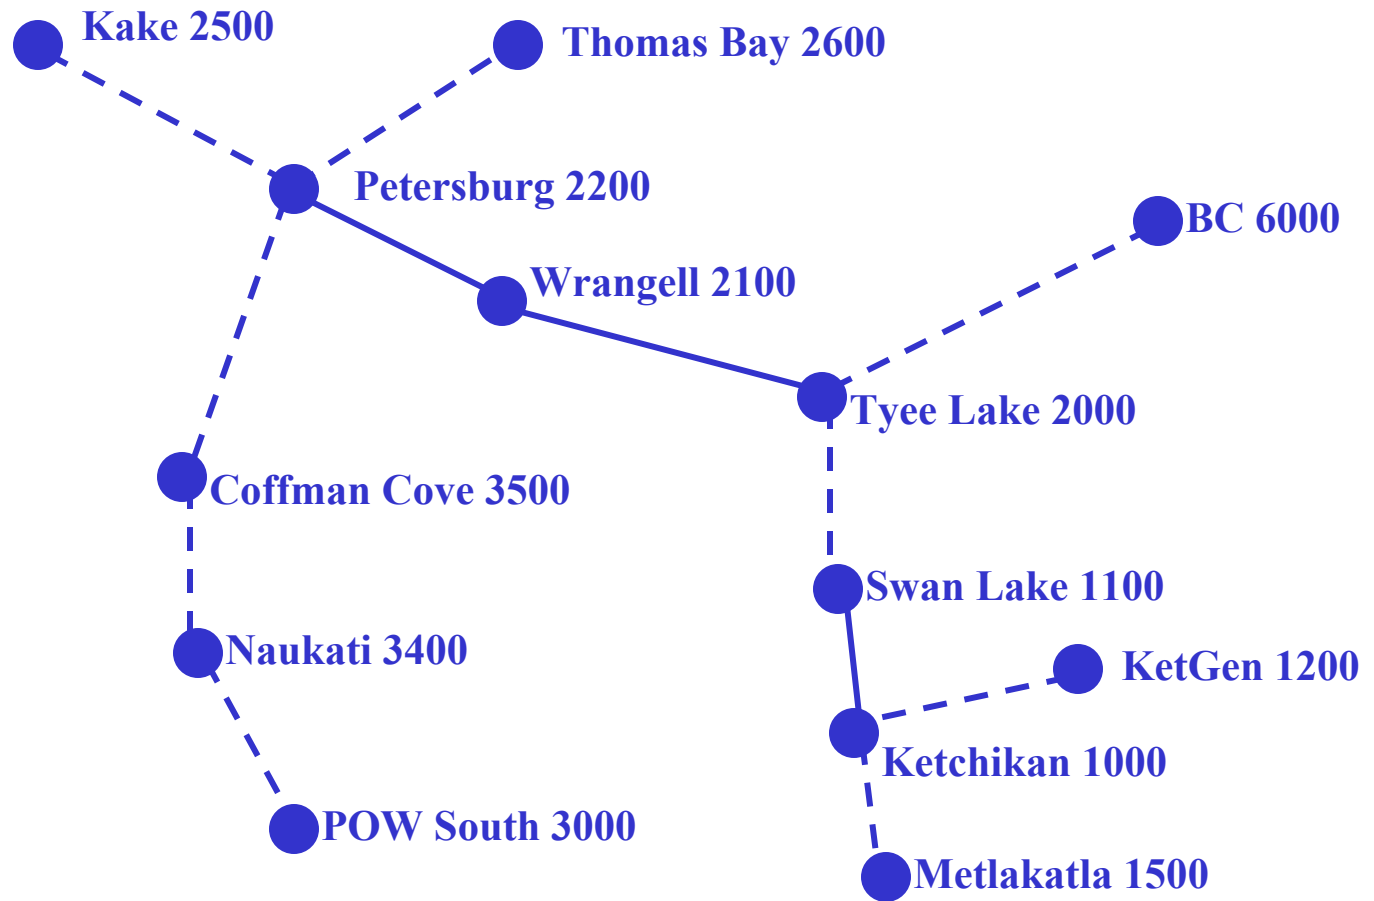 Kake 2500
Thomas Bay 2600
Petersburg 2200
BC 6000
Wrangell 2100
Tyee Lake 2000
Coffman Cove 3500
Swan Lake 1100
Naukati 3400
KetGen 1200
Ketchikan 1000
POW South 3000
Metlakatla 1500